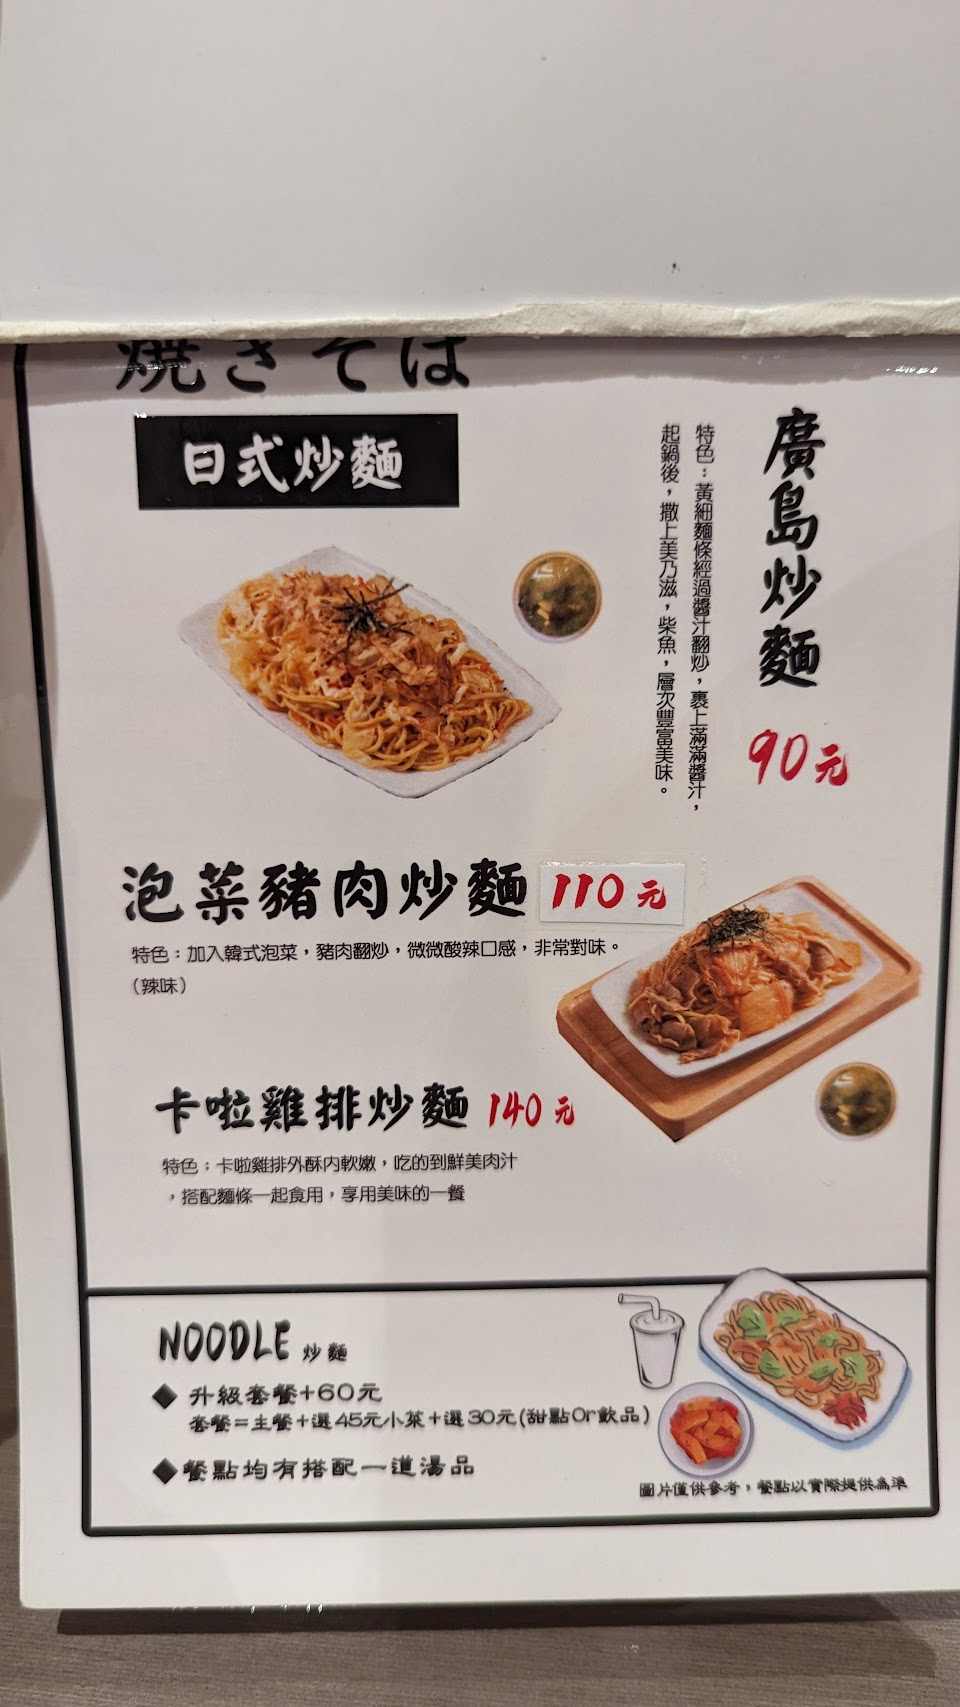 焼きそば
日式炒麵
廣島炒麵
90元
特色：黃細麵條經過醬汁翻炒，裹上滿滿醬汁，
起鍋後，撒上美乃滋，柴魚，層次豐富美味。
泡菜豬肉炒麵 110元
特色：加入韓式泡菜，豬肉翻炒，微微酸辣口感，非常對味。
（辣味）
卡啦雞排炒麵 140元
特色；卡啦雞排外酥內軟嫩，吃的到鮮美肉汁
，搭配麵條一起食用，享用美味的一餐
NOODLE 炒麵
◆ 升級套餐+60元
套餐=主餐+選45元小菜+選30元(甜點Or飲品)
◆餐點均有搭配一道湯品
圖片僅供參考，餐點以實際提供為準